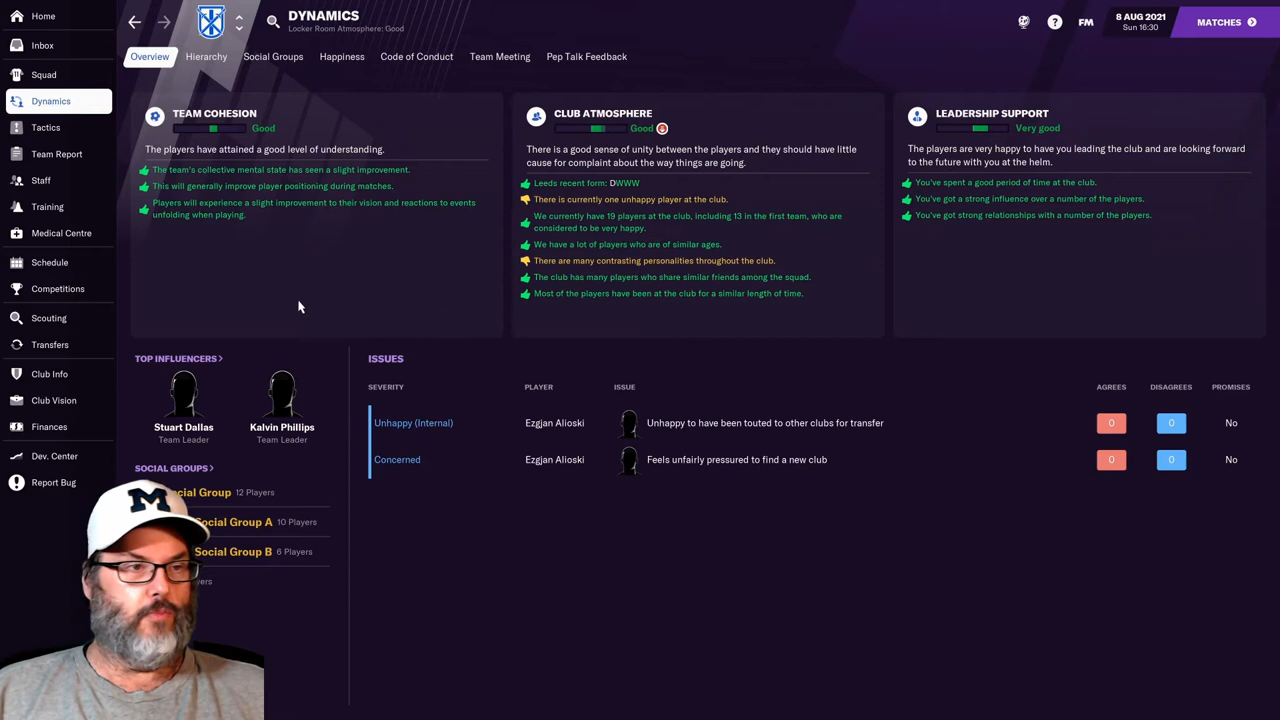 Home
Inbox
Squad
Dynamics
Tactics
Team Report
Staff
Training
Medical Centre
Schedule
Competitions
Scouting
Transfers
Club Info
Club Vision
Finances
Dev. Center
Report Bug
DYNAMICS
Locker Room Atmosphere: Good
?
FM
8 AUG 2021
Sun 16:30
MATCHES
Overview
Hierarchy
Social Groups
Happiness
Code of Conduct
Team Meeting
Pep Talk Feedback
TEAM COHESION
Good
The players have attained a good level of understanding.
The team's collective mental state has seen a slight improvement.
This will generally improve player positioning during matches.
Players will experience a slight improvement to their vision and reactions to events
unfolding when playing.
CLUB ATMOSPHERE
Good
There is a good sense of unity between the players and they should have little
cause for complaint about the way things are going.
Leeds recent form: DWWW
There is currently one unhappy player at the club.
We currently have 19 players at the club, including 13 in the first team, who are
considered to be very happy.
We have a lot of players who are of similar ages.
There are many contrasting personalities throughout the club.
The club has many players who share similar friends among the squad.
Most of the players have been at the club for a similar length of time.
LEADERSHIP SUPPORT
Very good
The players are very happy to have you leading the club and are looking forward
to the future with you at the helm.
You've spent a good period of time at the club.
You've got a strong influence over a number of the players.
You've got strong relationships with a number of the players.
TOP INFLUENCERS >
Stuart Dallas
Team Leader
Kalvin Phillips
Team Leader
SOCIAL GROUPS >
Social Group 12 Players
Social Group A 10 Players
Social Group B 6 Players
ISSUES
SEVERITY PLAYER ISSUE AGREES DISAGREES PROMISES
Unhappy (Internal) Ezgjan Alioski Unhappy to have been touted to other clubs for transfer 0 0 No
Concerned Ezgjan Alioski Feels unfairly pressured to find a new club 0 0 No
M